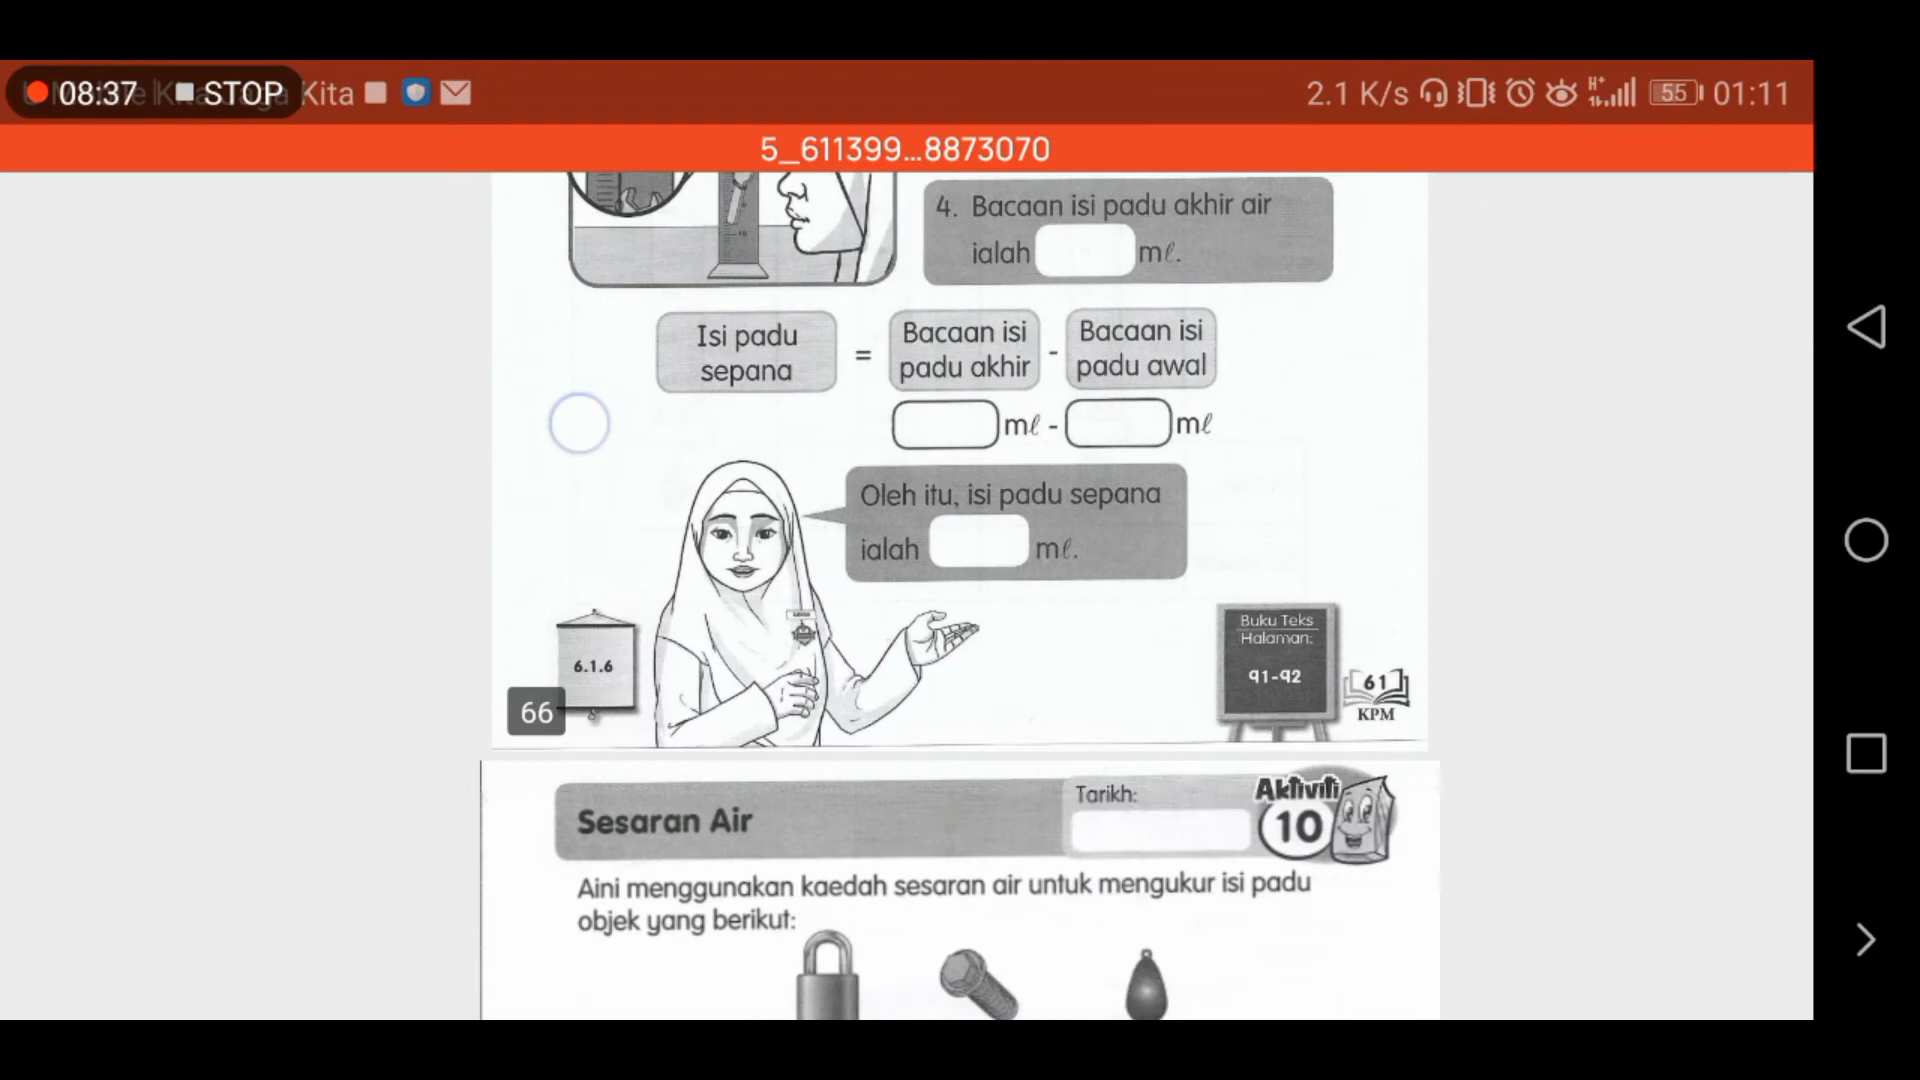 08:37 STOP Kita 2.1 K/s 55 01:11
5_611399...8873070
4. Bacaan isi padu akhir air
ialah mℓ.
Isi padu
sepana
=
Bacaan isi
padu akhir
-
Bacaan isi
padu awal
mℓ - mℓ
Oleh itu, isi padu sepana
ialah mℓ.
6.1.6
66
Buku Teks
Halaman:
91-92
61
KPM
Sesaran Air
Tarikh:
Aktiviti
10
Aini menggunakan kaedah sesaran air untuk mengukur isi padu
objek yang berikut: